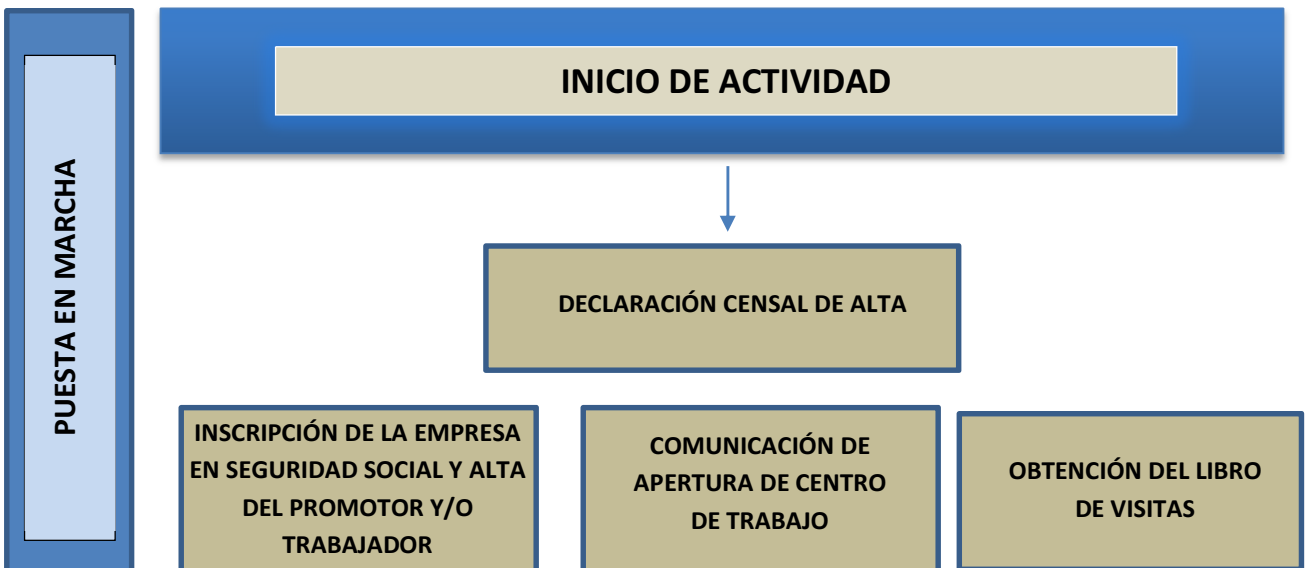 PUESTA EN MARCHA
INICIO DE ACTIVIDAD
DECLARACIÓN CENSAL DE ALTA
INSCRIPCIÓN DE LA EMPRESA
EN SEGURIDAD SOCIAL Y ALTA
DEL PROMOTOR Y/O
TRABAJADOR
COMUNICACIÓN DE
APERTURA DE CENTRO
DE TRABAJO
OBTENCIÓN DEL LIBRO
DE VISITAS